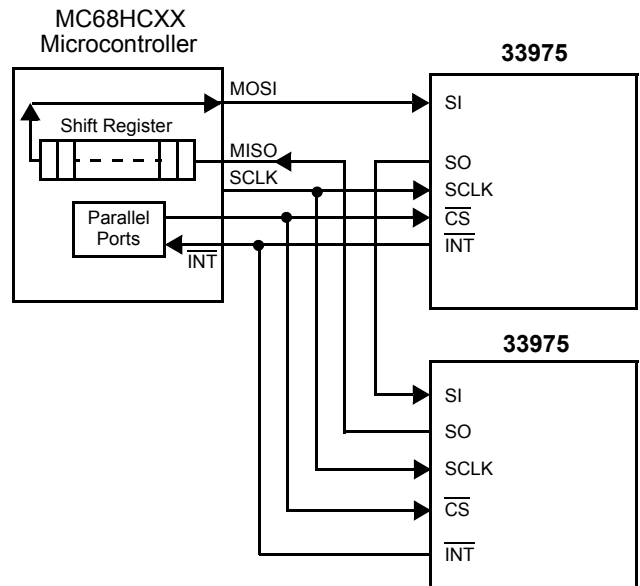 MC68HCXX
Microcontroller
33975
MOSI
SI
Shift Register
MISO
SO
SCLK
SCLK
Parallel
Ports
CS
INT
INT
33975
SI
SO
SCLK
CS
INT